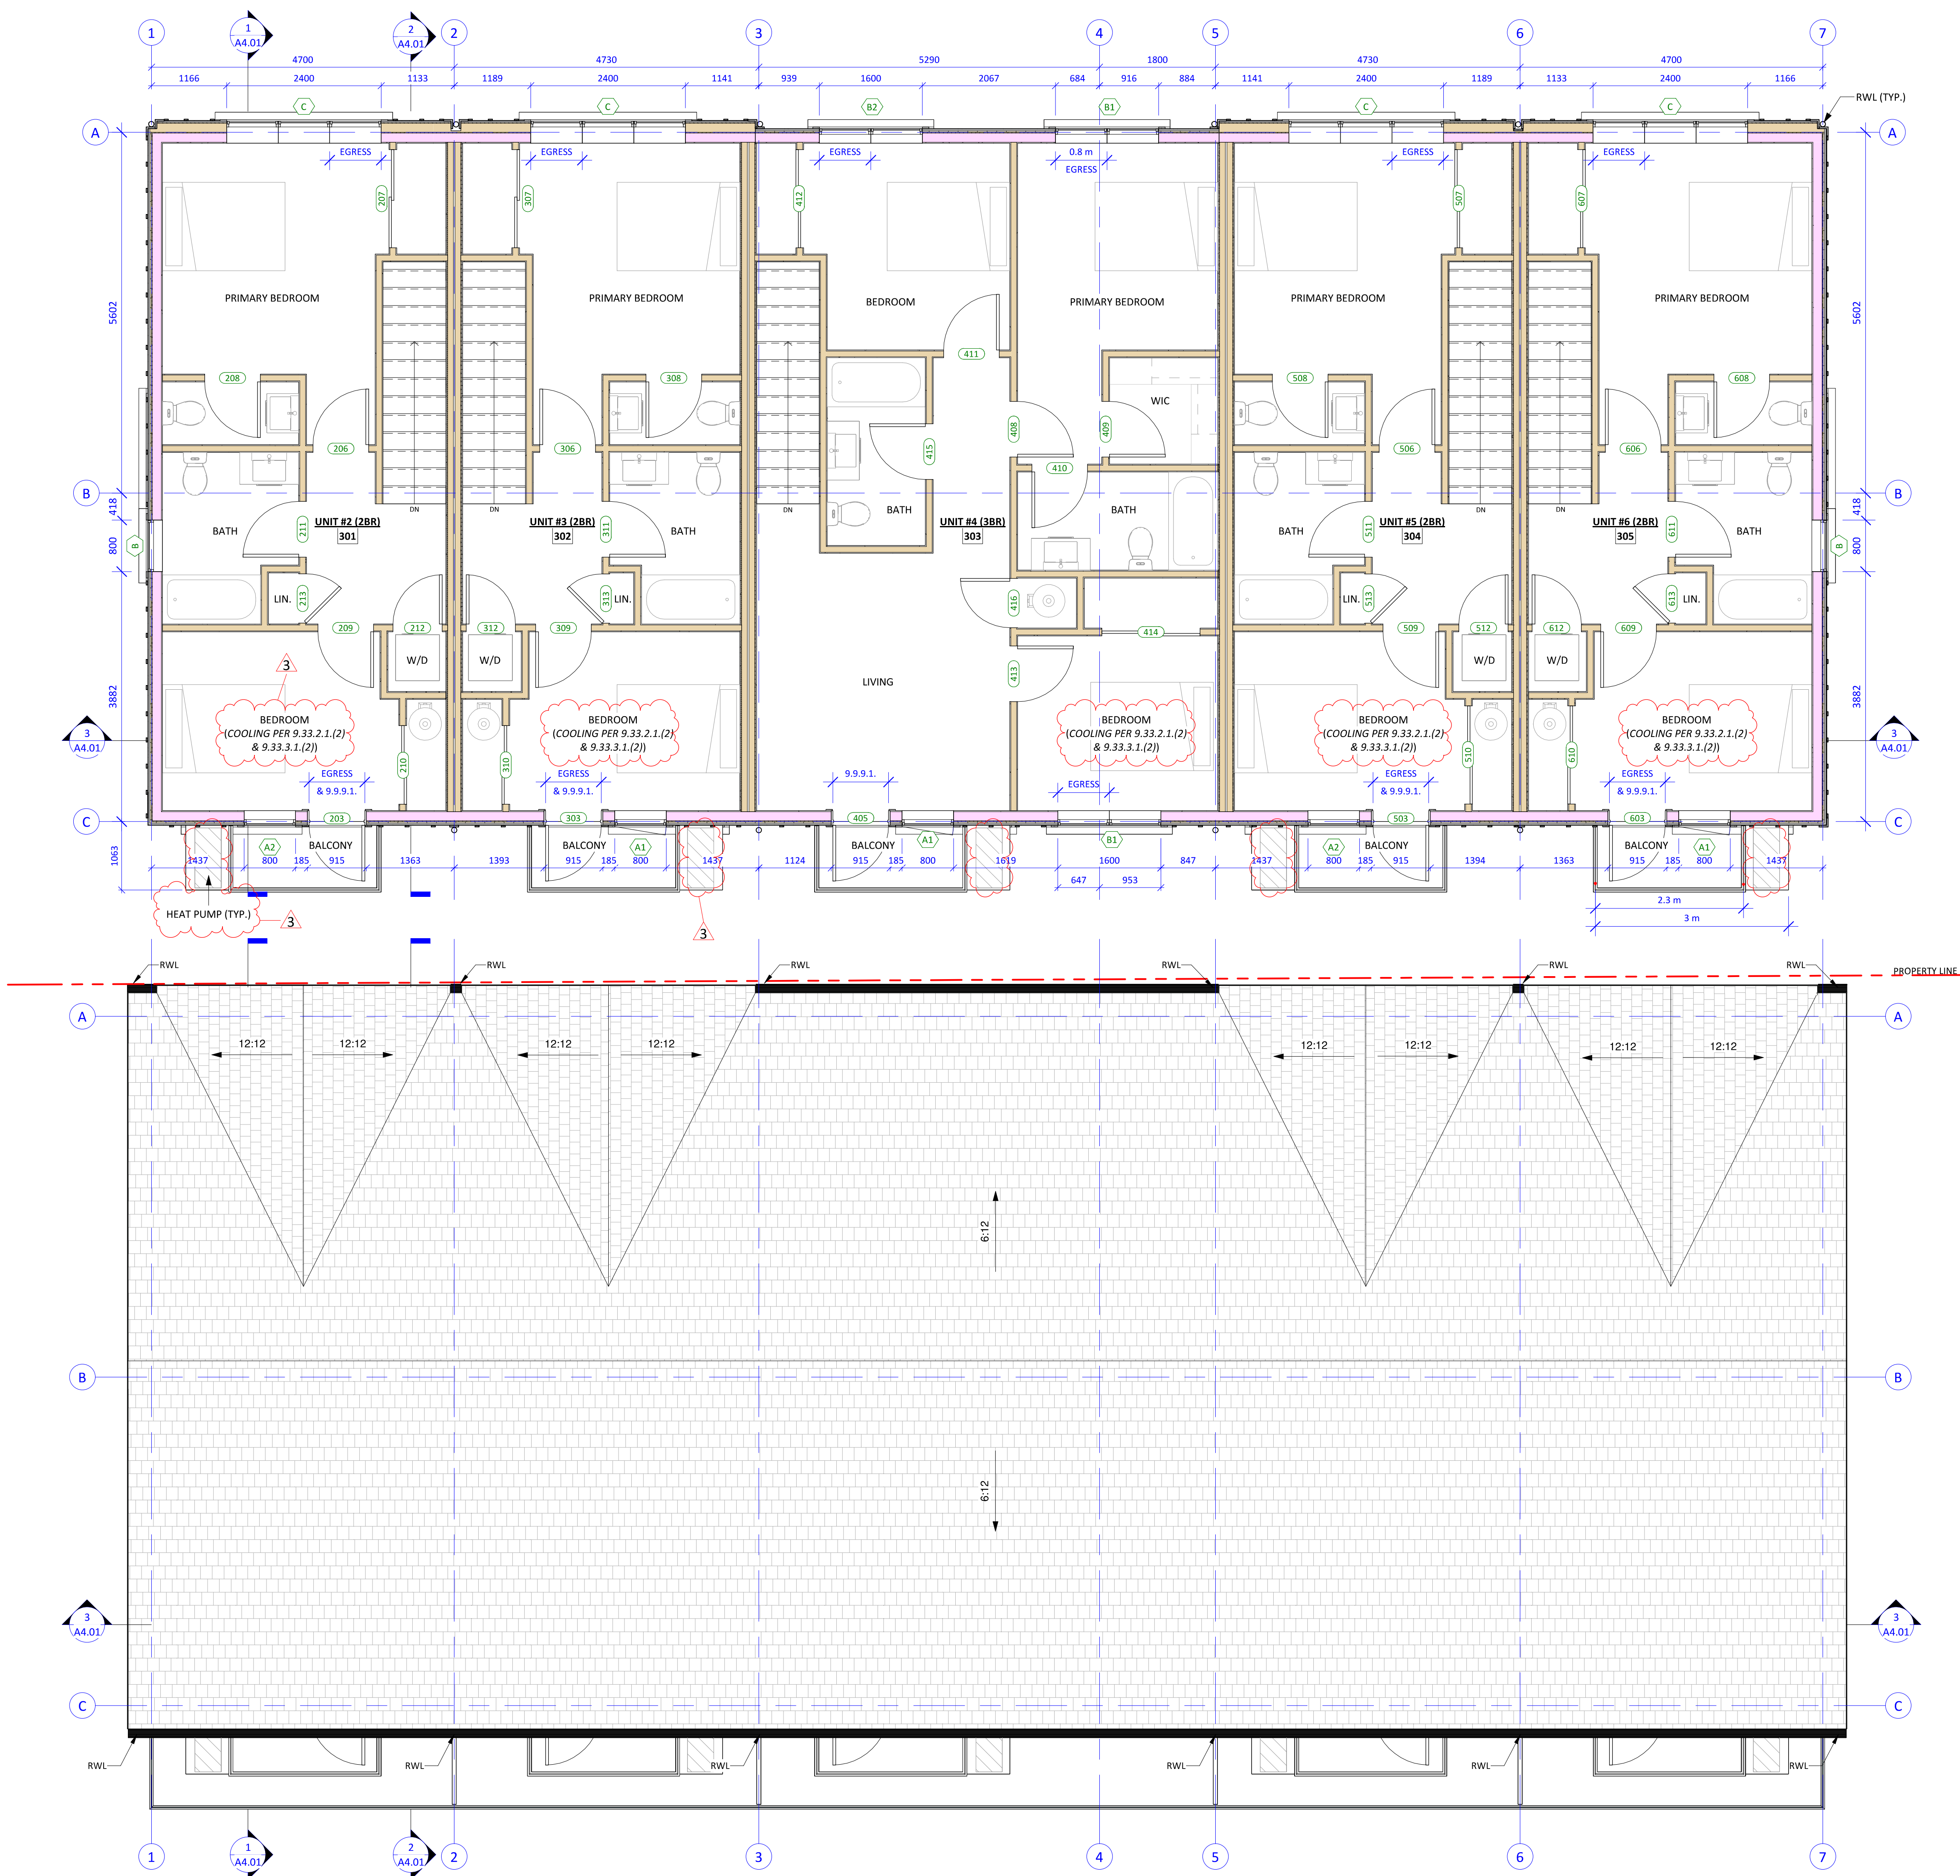 1
1
A4.01
2
A4.01
2
3
4
5
6
7
4700
4730
5290
1800
4730
4700
1166
2400
1133
1189
2400
1141
939
1600
2067
684
916
884
1141
2400
1189
1133
2400
1166
C
C
B2
B1
C
C
RWL (TYP.)
A
A
EGRESS
EGRESS
EGRESS
0.8 m
EGRESS
EGRESS
EGRESS
207
307
412
507
607
5602
5602
PRIMARY BEDROOM
PRIMARY BEDROOM
BEDROOM
PRIMARY BEDROOM
PRIMARY BEDROOM
PRIMARY BEDROOM
411
208
308
508
608
WIC
408
409
415
206
306
410
506
606
B
B
418
418
DN
DN
DN
DN
DN
BATH
211
UNIT #2 (2BR)
301
UNIT #3 (2BR)
302
311
BATH
BATH
UNIT #4 (3BR)
303
BATH
BATH
511
UNIT #5 (2BR)
304
UNIT #6 (2BR)
305
611
BATH
800
800
B
B
LIN.
213
313
LIN.
416
LIN.
513
613
LIN.
209
212
312
309
414
509
512
612
609
W/D
W/D
W/D
W/D
413
LIVING
3882
3882
3
BEDROOM
(COOLING PER 9.33.2.1.(2)
& 9.33.3.1.(2))
BEDROOM
(COOLING PER 9.33.2.1.(2)
& 9.33.3.1.(2))
BEDROOM
(COOLING PER 9.33.2.1.(2)
& 9.33.3.1.(2))
BEDROOM
(COOLING PER 9.33.2.1.(2)
& 9.33.3.1.(2))
BEDROOM
(COOLING PER 9.33.2.1.(2)
& 9.33.3.1.(2))
3
A4.01
3
A4.01
210
310
510
610
EGRESS
& 9.9.9.1.
EGRESS
& 9.9.9.1.
9.9.9.1.
EGRESS
EGRESS
& 9.9.9.1.
EGRESS
& 9.9.9.1.
C
C
203
303
405
503
603
A2
BALCONY
BALCONY
A1
BALCONY
A1
B1
A2
BALCONY
BALCONY
A1
1063
1437
800
185
915
1363
1393
915
185
800
1437
1124
915
185
800
1619
1600
847
1437
800
185
915
1394
1363
915
185
800
1437
647
953
2.3 m
3 m
HEAT PUMP (TYP.)
3
3
RWL
RWL
RWL
RWL
RWL
RWL
PROPERTY LINE
A
A
12:12
12:12
12:12
12:12
12:12
12:12
12:12
12:12
6:12
B
B
6:12
3
A4.01
3
A4.01
C
C
RWL
RWL
RWL
RWL
RWL
RWL
1
1
A4.01
2
A4.01
2
3
4
5
6
7